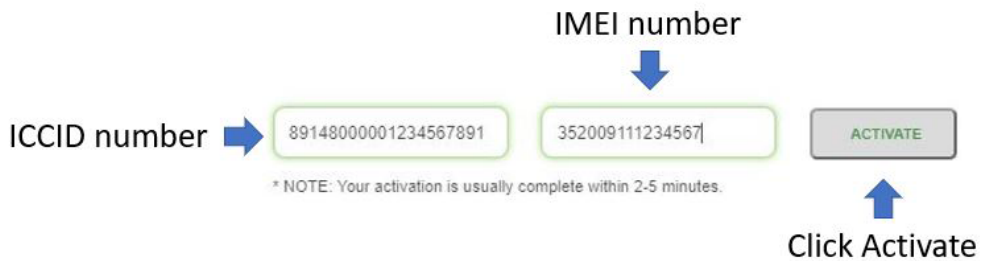 IMEI number
ICCID number
89148000001234567891
352009111234567
ACTIVATE
* NOTE: Your activation is usually complete within 2-5 minutes.
Click Activate